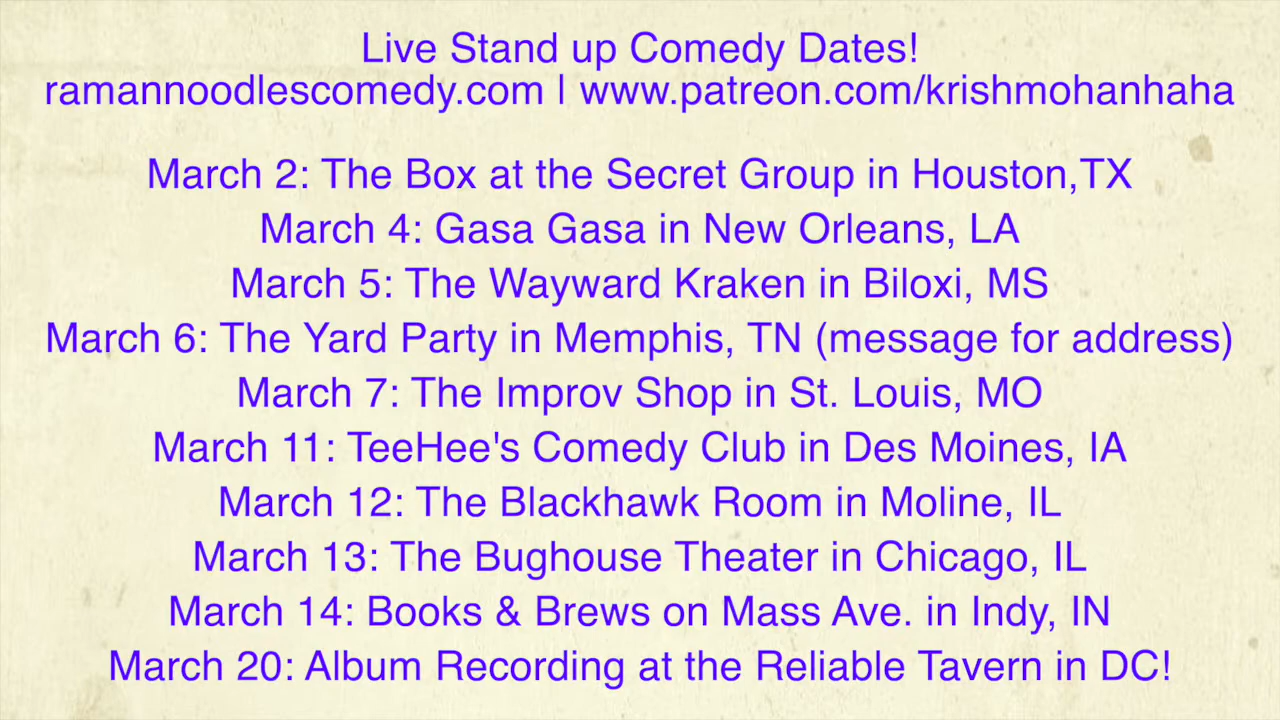 Live Stand up Comedy Dates!
ramannoodlescomedy.com | www.patreon.com/krishmohanhaha
March 2: The Box at the Secret Group in Houston,TX
March 4: Gasa Gasa in New Orleans, LA
March 5: The Wayward Kraken in Biloxi, MS
March 6: The Yard Party in Memphis, TN (message for address)
March 7: The Improv Shop in St. Louis, MO
March 11: TeeHee's Comedy Club in Des Moines, IA
March 12: The Blackhawk Room in Moline, IL
March 13: The Bughouse Theater in Chicago, IL
March 14: Books & Brews on Mass Ave. in Indy, IN
March 20: Album Recording at the Reliable Tavern in DC!